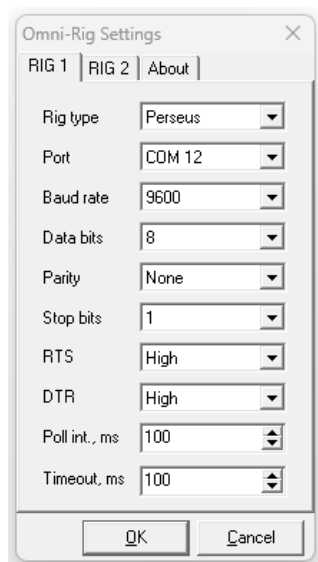 Omni-Rig Settings
RIG 1 RIG 2 About
Rig type Perseus
Port COM 12
Baud rate 9600
Data bits 8
Parity None
Stop bits 1
RTS High
DTR High
Poll int., ms 100
Timeout, ms 100
OK Cancel